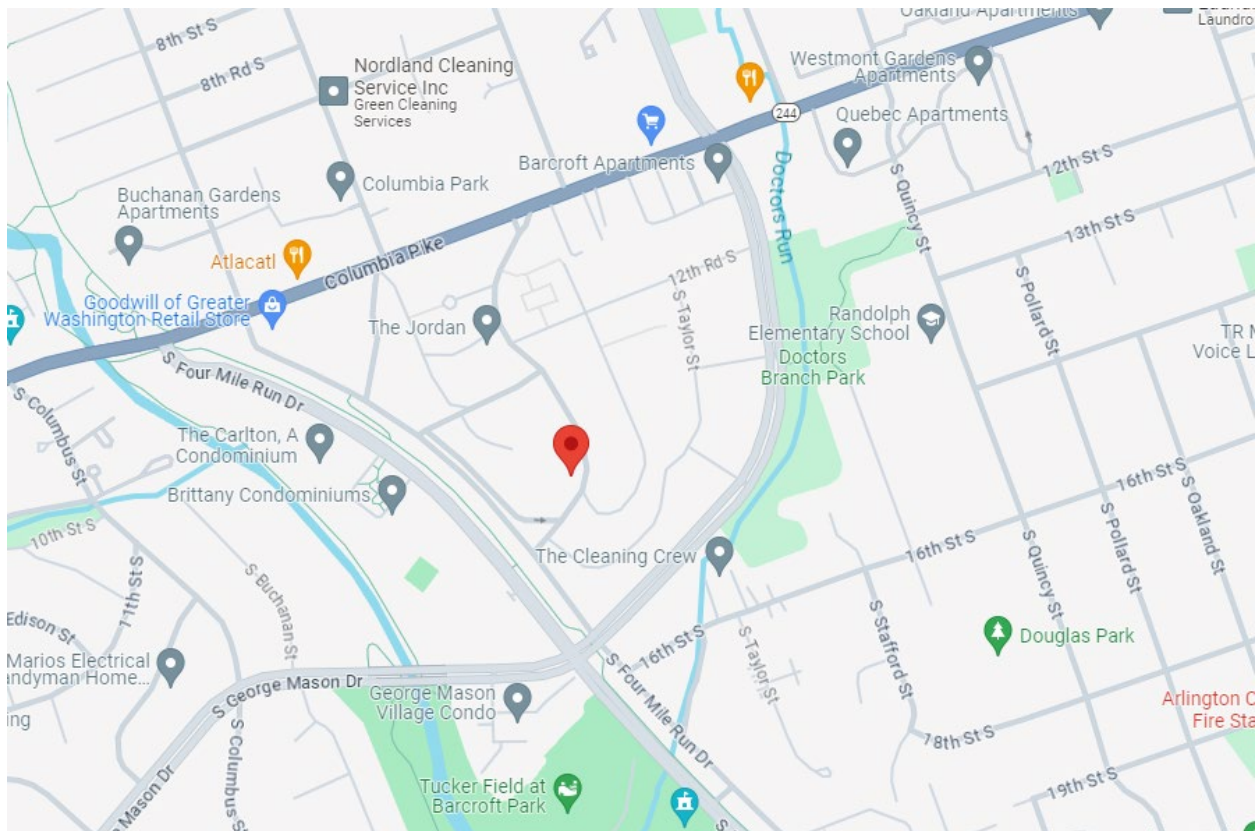 Oakland Apartments
Laundro
8th St S
8th Rd S
Nordland Cleaning
Service Inc
Green Cleaning
Services
Westmont Gardens
Apartments
244
Quebec Apartments
Barcroft Apartments
12th St S
Columbia Park
Buchanan Gardens
Apartments
Doctors Run
S Quincy St
13th St S
Atlacatl
Columbia Pike
12th Rd S
S Pollard St
Goodwill of Greater
Washington Retail Store
The Jordan
S Taylor St
Randolph
Elementary School
Doctors
Branch Park
TR M
Voice L
S Four Mile Run Dr
S Columbus St
The Carlton, A
Condominium
Brittany Condominiums
16th St S
S Oakland St
S Pollard St
10th St S
The Cleaning Crew
16th St S
S Quincy St
11th St S
S Buchanan St
Edison St
S Stafford St
Douglas Park
16th St S
S Taylor St
Marios Electrical
andyman Home...
S George Mason Dr
S Four Mile Run Dr
George Mason
Village Condo
ing
Arlington C
Fire Sta
S Columbus St
18th St S
Mason Dr
Tucker Field at
Barcroft Park
19th St S
S